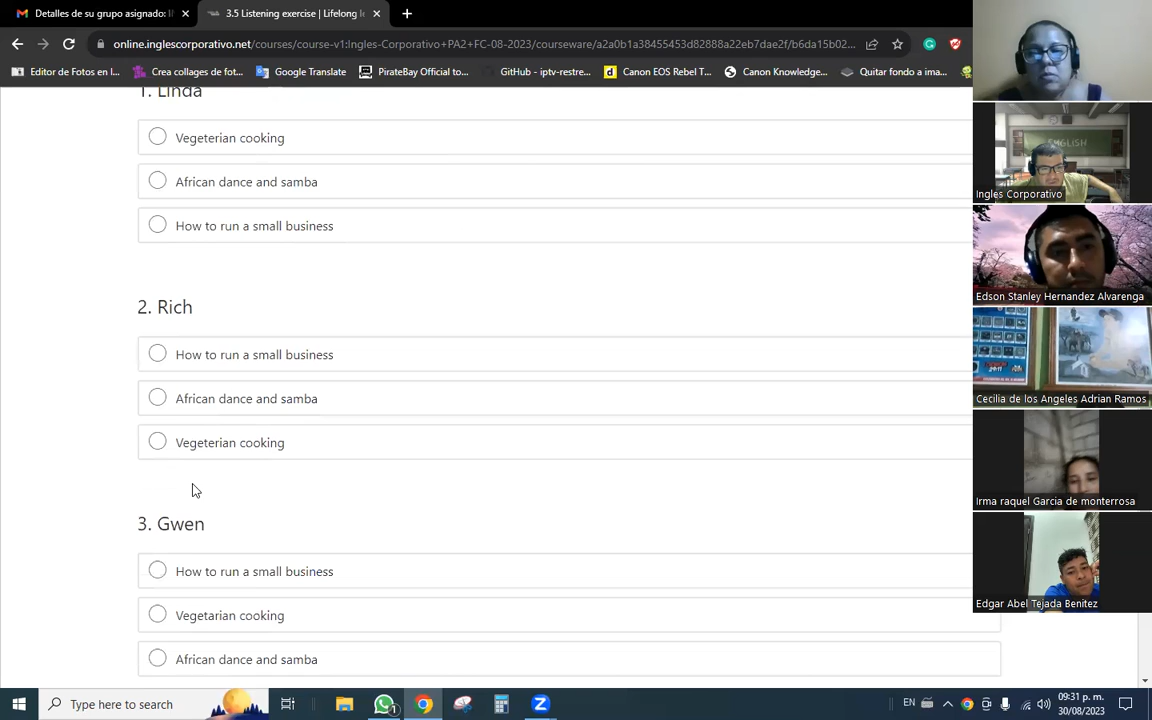 Detalles de su grupo asignado: I
3.5 Listening exercise | Lifelong l
online.inglescorporativo.net/courses/course-v1:Ingles-Corporativo+PA2+FC-08-2023/courseware/a2a0b1a38455453d82888a22eb7dae2f/b6da15b02...
Editor de Fotos en l...
Crea collages de fot...
Google Translate
PirateBay Official to...
GitHub - iptv-restre...
Canon EOS Rebel T...
Canon Knowledge...
Quitar fondo a ima...
1. Linda
Vegeterian cooking
African dance and samba
How to run a small business
2. Rich
How to run a small business
African dance and samba
Vegeterian cooking
3. Gwen
How to run a small business
Vegetarian cooking
African dance and samba
ENGLISH
Ingles Corporativo
Edson Stanley Hernandez Alvarenga
Cecilia de los Angeles Adrian Ramos
Irma raquel Garcia de monterrosa
Edgar Abel Tejada Benitez
Type here to search
1
EN
09:31 p. m.
30/08/2023